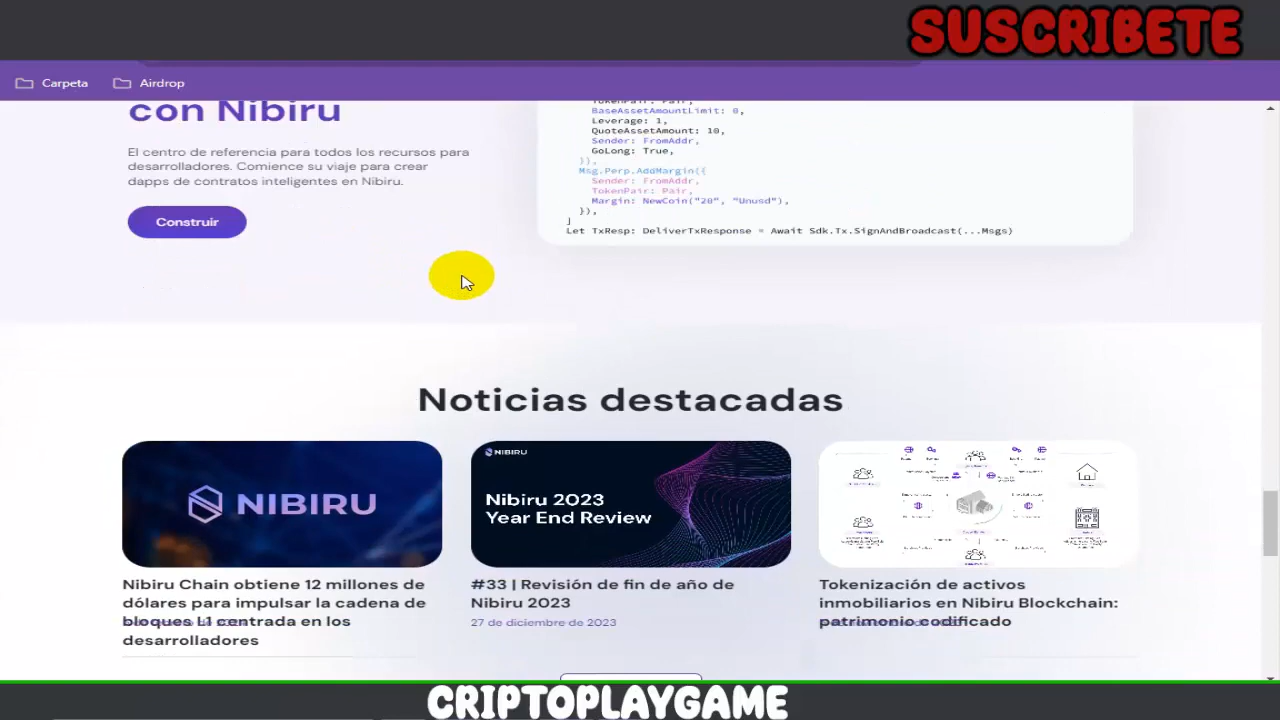 SUSCRIBETE
Carpeta
Airdrop
con Nibiru
El centro de referencia para todos los recursos para
desarrolladores. Comience su viaje para crear
dapps de contratos inteligentes en Nibiru.
Construir
TokenPair: Pair,
BaseAssetAmountLimit: 0,
Leverage: 1,
QuoteAssetAmount: 10,
Sender: FromAddr,
GoLong: True,
}),
Msg.Perp.AddMargin({
Sender: FromAddr,
TokenPair: Pair,
Margin: NewCoin("20", "Unusd"),
}),
]
Let TxResp: DeliverTxResponse = Await Sdk.Tx.SignAndBroadcast(...Msgs)
Noticias destacadas
NIBIRU
Nibiru Chain obtiene 12 millones de
dólares para impulsar la cadena de
bloques L1 centrada en los
desarrolladores
NIBIRU
Nibiru 2023
Year End Review
#33 | Revisión de fin de año de
Nibiru 2023
27 de diciembre de 2023
Tokenización de activos
inmobiliarios en Nibiru Blockchain:
patrimonio codificado
CRIPTOPLAYGAME